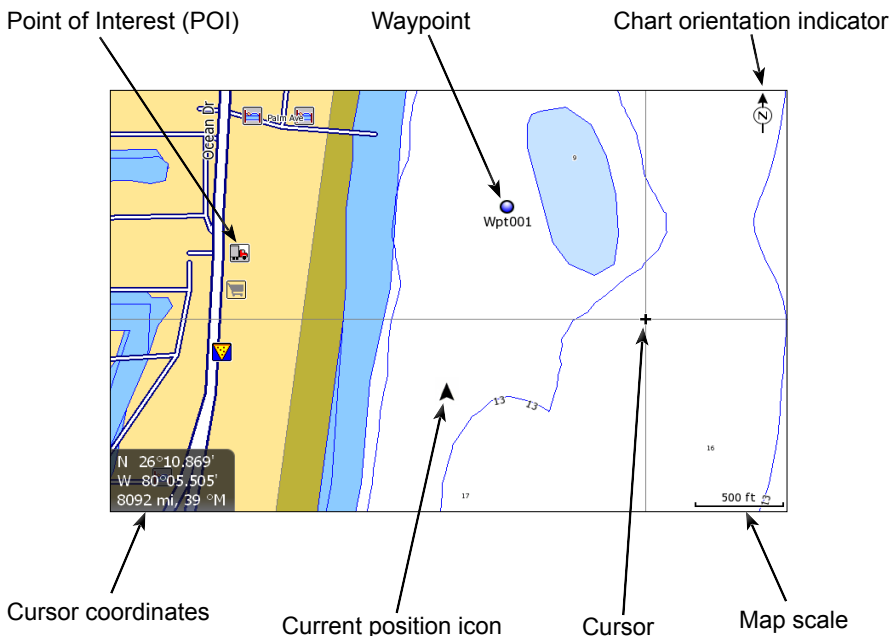 Point of Interest (POI)
Waypoint
Chart orientation indicator
Ocean Dr
Palm Ave
N
9
Wpt001
13
13
16
17
13
N 26°10.869'
W 80°05.505'
8092 mi, 39 °M
500 ft
Cursor coordinates
Current position icon
Cursor
Map scale